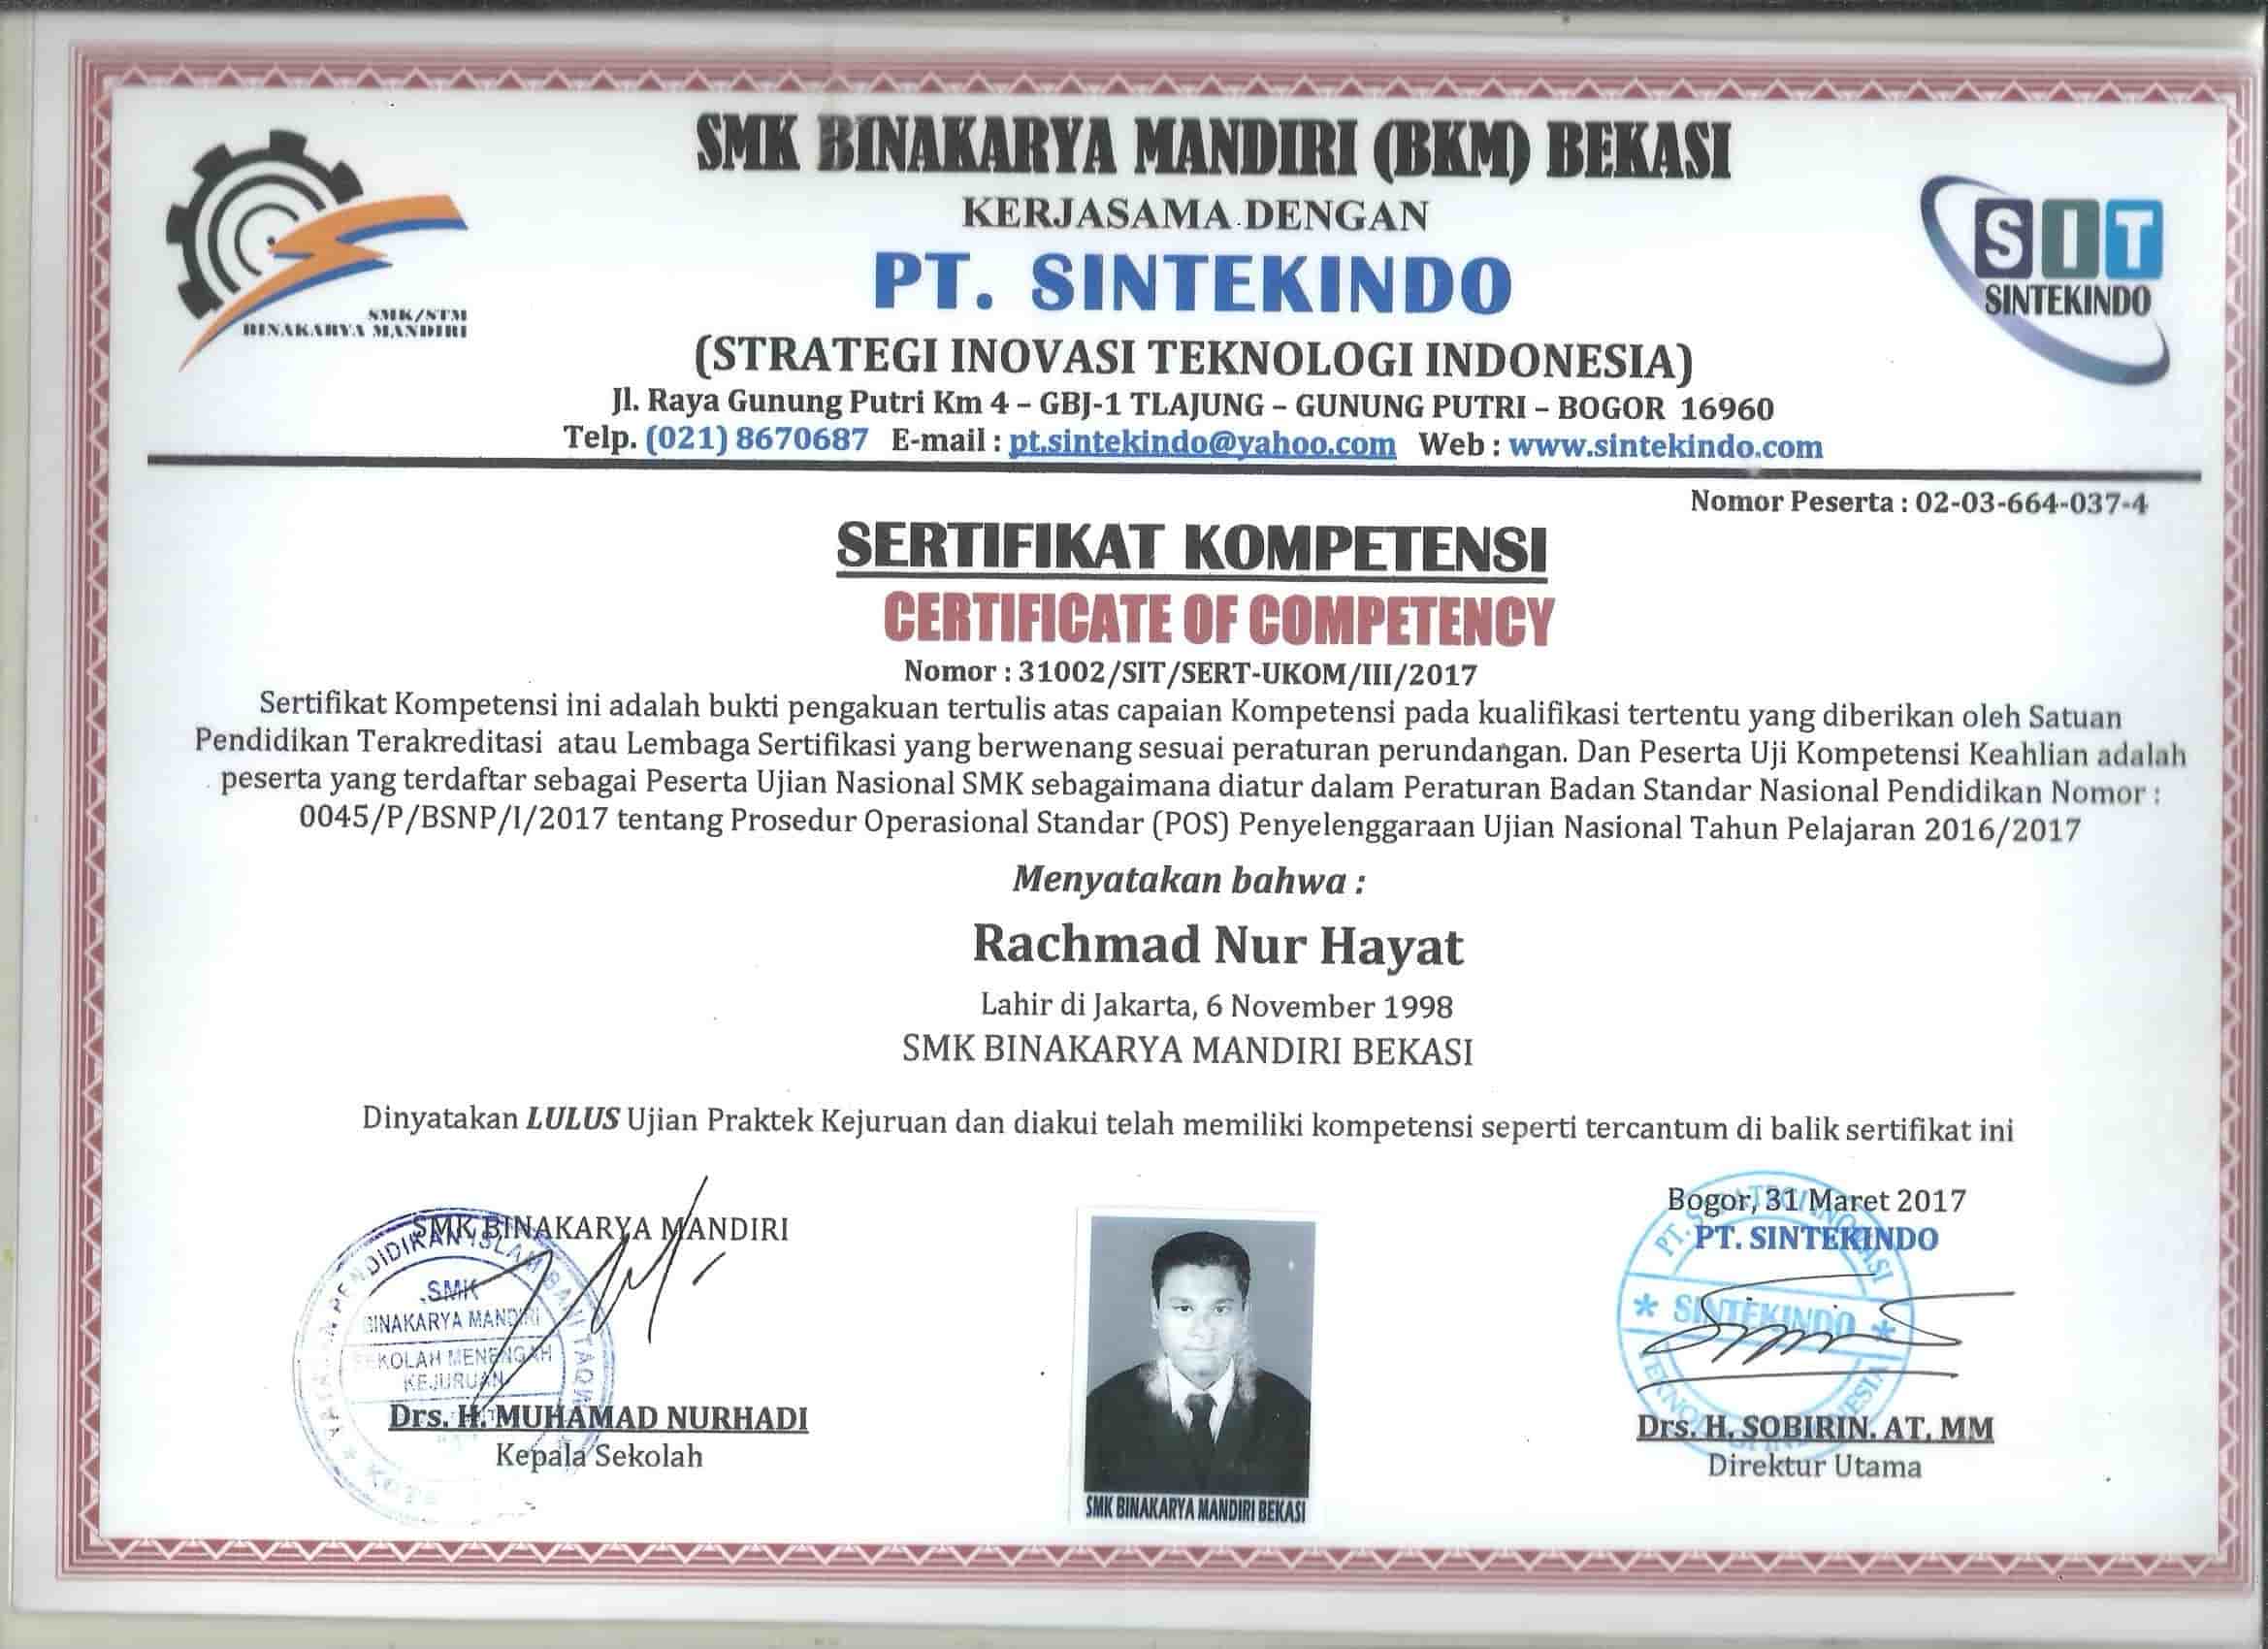 SMK BINAKARYA MANDIRI (BKM) BEKASI
KERJASAMA DENGAN
PT. SINTEKINDO
(STRATEGI INOVASI TEKNOLOGI INDONESIA)
Jl. Raya Gunung Putri Km 4 – GBJ-1 TLAJUNG – GUNUNG PUTRI – BOGOR 16960
Telp. (021) 8670687 E-mail : pt.sintekindo@yahoo.com Web : www.sintekindo.com
SMK/STM
BINAKARYA MANDIRI
SIT
SINTEKINDO
Nomor Peserta : 02-03-664-037-4
SERTIFIKAT KOMPETENSI
CERTIFICATE OF COMPETENCY
Nomor : 31002/SIT/SERT-UKOM/III/2017
Sertifikat Kompetensi ini adalah bukti pengakuan tertulis atas capaian Kompetensi pada kualifikasi tertentu yang diberikan oleh Satuan
Pendidikan Terakreditasi atau Lembaga Sertifikasi yang berwenang sesuai peraturan perundangan. Dan Peserta Uji Kompetensi Keahlian adalah
peserta yang terdaftar sebagai Peserta Ujian Nasional SMK sebagaimana diatur dalam Peraturan Badan Standar Nasional Pendidikan Nomor :
0045/P/BSNP/I/2017 tentang Prosedur Operasional Standar (POS) Penyelenggaraan Ujian Nasional Tahun Pelajaran 2016/2017
Menyatakan bahwa :
Rachmad Nur Hayat
Lahir di Jakarta, 6 November 1998
SMK BINAKARYA MANDIRI BEKASI
Dinyatakan LULUS Ujian Praktek Kejuruan dan diakui telah memiliki kompetensi seperti tercantum di balik sertifikat ini
SMK BINAKARYA MANDIRI
PENDIDIKAN ISLAM BANI TAQWA
SMK
BINAKARYA MANDIRI
SEKOLAH MENENGAH
KEJURUAN
Drs. H. MUHAMAD NURHADI
Kepala Sekolah
SMK BINAKARYA MANDIRI BEKASI
Bogor, 31 Maret 2017
PT. SINTEKINDO
PT. STRATEGI INOVASI
* SINTEKINDO *
TEKNOLOGI INDONESIA
Drs. H. SOBIRIN. AT, MM
Direktur Utama